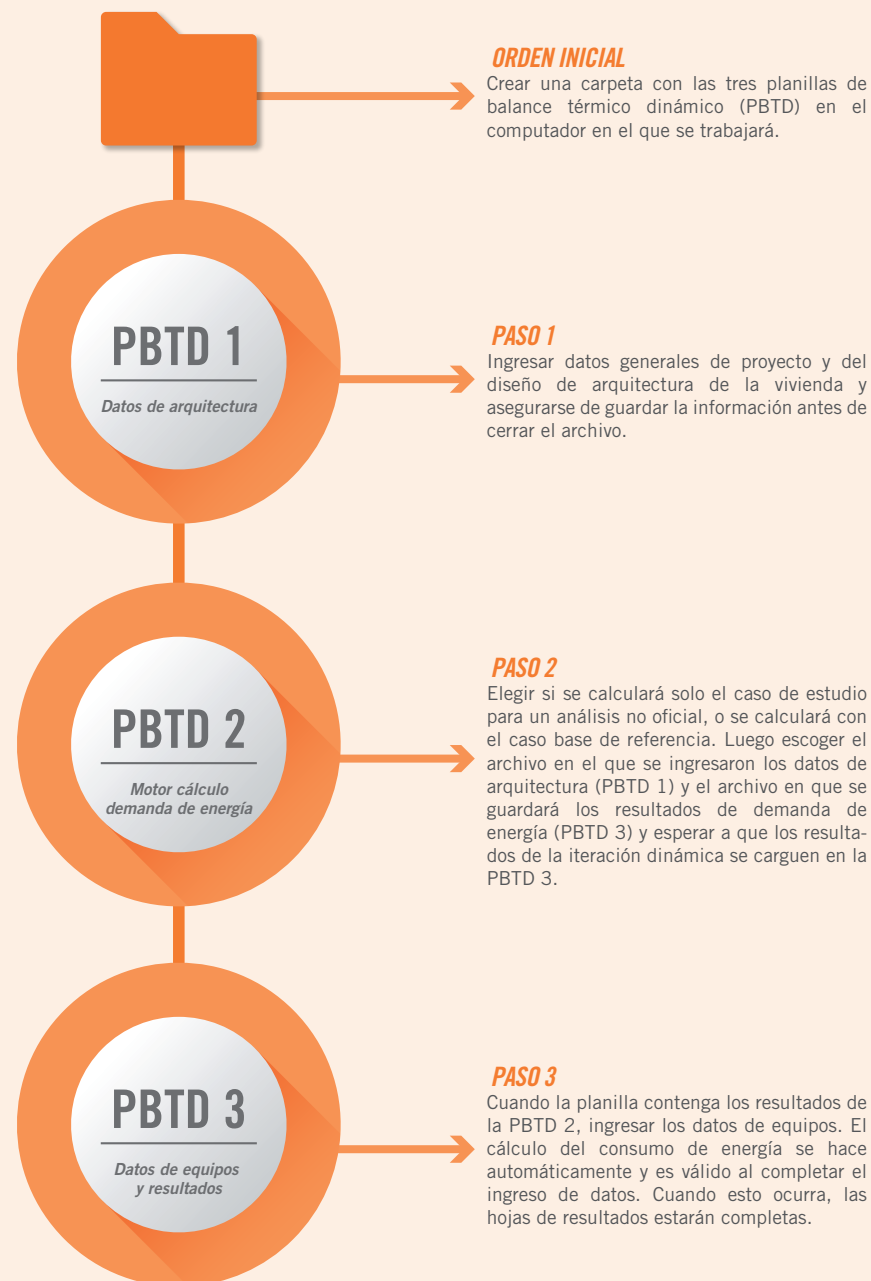 ORDEN INICIAL
Crear una carpeta con las tres planillas de
balance térmico dinámico (PBTD) en el
computador en el que se trabajará.
PBTD 1
Datos de arquitectura
PASO 1
Ingresar datos generales de proyecto y del
diseño de arquitectura de la vivienda y
asegurarse de guardar la información antes de
cerrar el archivo.
PBTD 2
Motor cálculo
demanda de energía
PASO 2
Elegir si se calculará solo el caso de estudio
para un análisis no oficial, o se calculará con
el caso base de referencia. Luego escoger el
archivo en el que se ingresaron los datos de
arquitectura (PBTD 1) y el archivo en que se
guardará los resultados de demanda de
energía (PBTD 3) y esperar a que los resulta-
dos de la iteración dinámica se carguen en la
PBTD 3.
PBTD 3
Datos de equipos
y resultados
PASO 3
Cuando la planilla contenga los resultados de
la PBTD 2, ingresar los datos de equipos. El
cálculo del consumo de energía se hace
automáticamente y es válido al completar el
ingreso de datos. Cuando esto ocurra, las
hojas de resultados estarán completas.